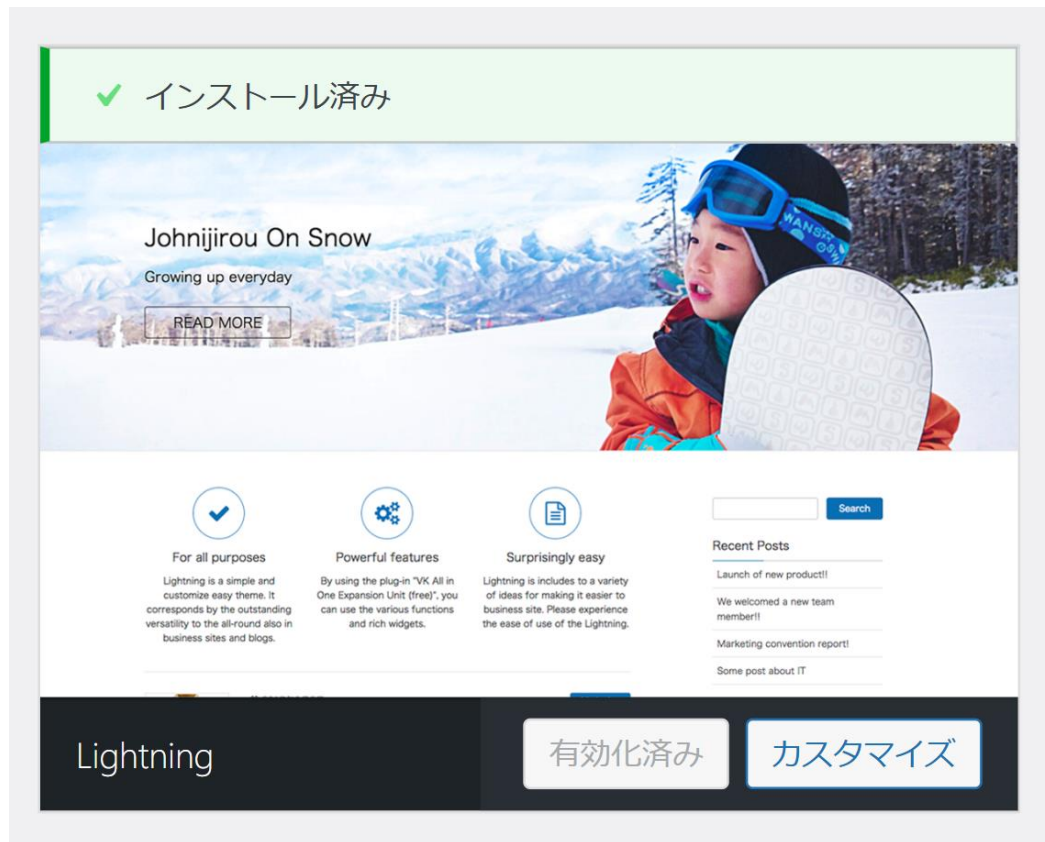 インストール済み
Johnijirou On Snow
Growing up everyday
READ MORE
For all purposes
Lightning is a simple and
customize easy theme. It
corresponds by the outstanding
versatility to the all-round also in
business sites and blogs.
Powerful features
By using the plug-in "VK All in
One Expansion Unit (free)", you
can use the various functions
and rich widgets.
Surprisingly easy
Lightning is includes to a variety
of ideas for making it easier to
business site. Please experience
the ease of use of the Lightning.
Search
Recent Posts
Launch of new product!!
We welcomed a new team
member!!
Marketing convention report!
Some post about IT
Lightning
有効化済み
カスタマイズ